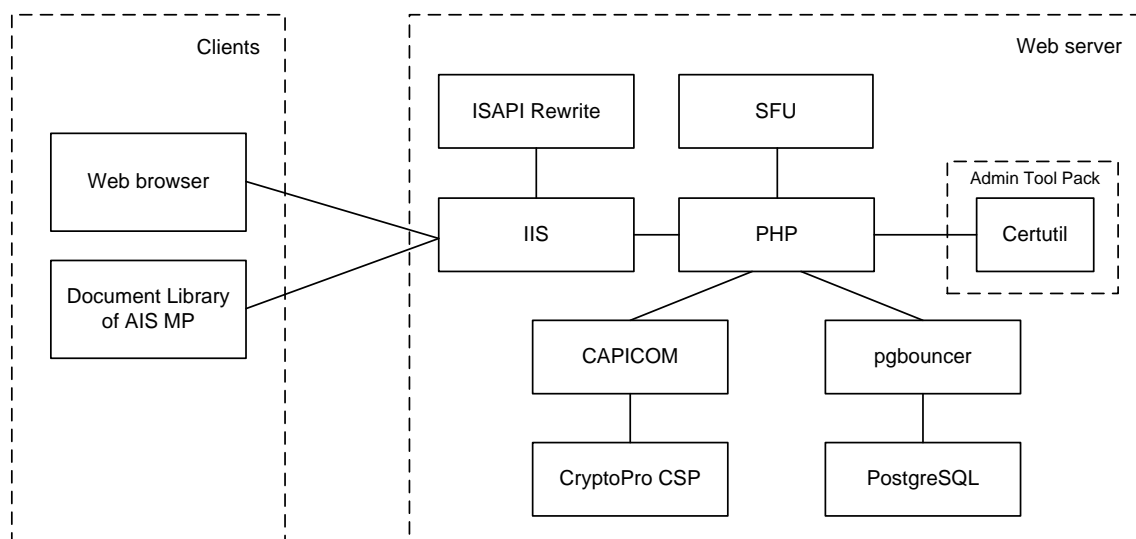 Clients
Web browser
Document Library
of AIS MP
Web server
ISAPI Rewrite
SFU
Admin Tool Pack
IIS
PHP
Certutil
CAPICOM
pgbouncer
CryptoPro CSP
PostgreSQL